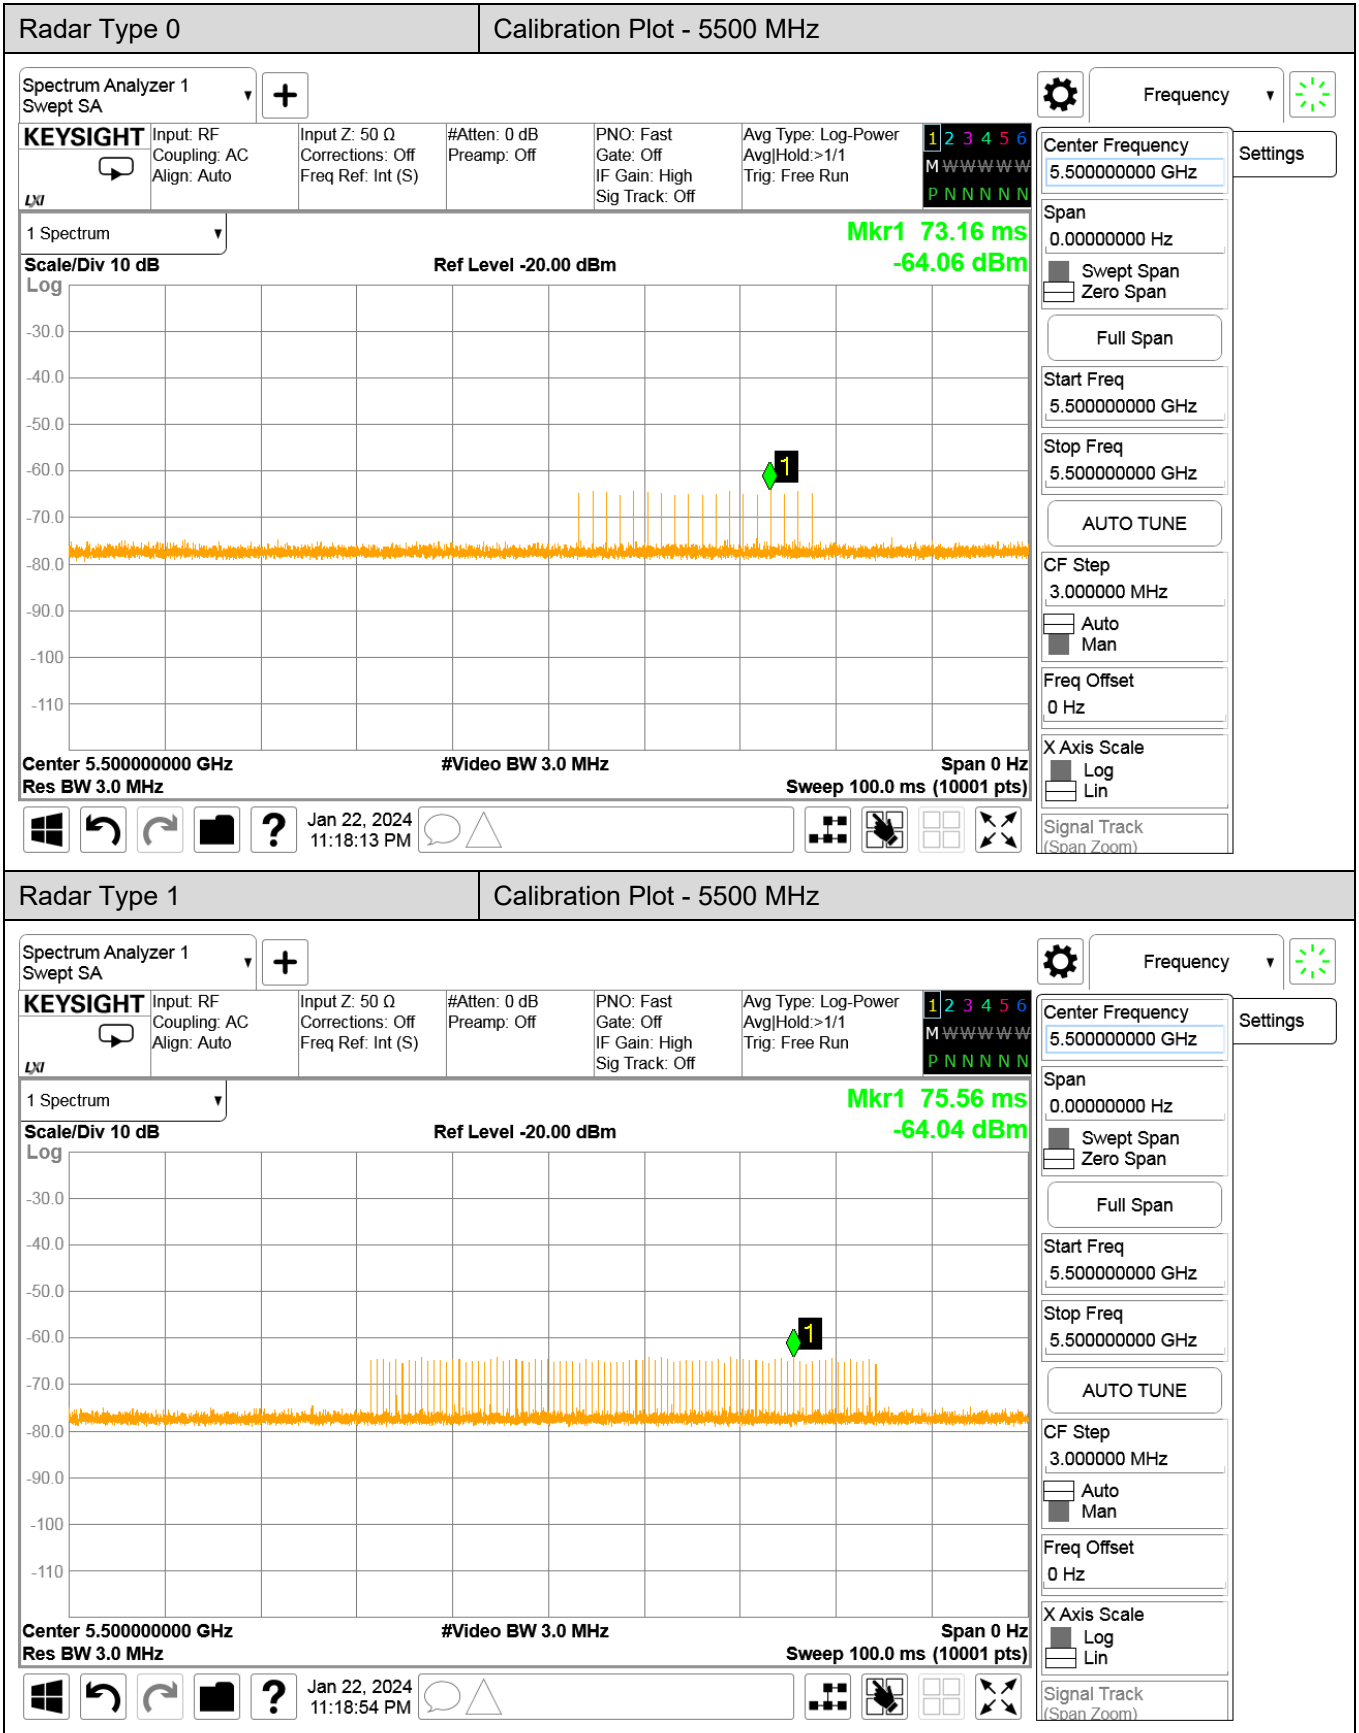 Radar Type 0
Calibration Plot - 5500 MHz
Spectrum Analyzer 1
Swept SA
Frequency
KEYSIGHT
LXI
Input: RF
Coupling: AC
Align: Auto
Input Z: 50 Ω
Corrections: Off
Freq Ref: Int (S)
#Atten: 0 dB
Preamp: Off
PNO: Fast
Gate: Off
IF Gain: High
Sig Track: Off
Avg Type: Log-Power
Avg|Hold:>1/1
Trig: Free Run
1 2 3 4 5 6
M W W W W W
P N N N N N
Center Frequency
5.500000000 GHz
Settings
Span
0.00000000 Hz
Swept Span
Zero Span
Full Span
Start Freq
5.500000000 GHz
Stop Freq
5.500000000 GHz
AUTO TUNE
CF Step
3.000000 MHz
Auto
Man
Freq Offset
0 Hz
X Axis Scale
Log
Lin
Signal Track
(Span Zoom)
1 Spectrum
Mkr1 73.16 ms
-64.06 dBm
Scale/Div 10 dB
Ref Level -20.00 dBm
Log
-30.0
-40.0
-50.0
-60.0
-70.0
-80.0
-90.0
-100
-110
1
Center 5.500000000 GHz
#Video BW 3.0 MHz
Span 0 Hz
Res BW 3.0 MHz
Sweep 100.0 ms (10001 pts)
?
Jan 22, 2024
11:18:13 PM
Radar Type 1
Calibration Plot - 5500 MHz
Spectrum Analyzer 1
Swept SA
Frequency
KEYSIGHT
LXI
Input: RF
Coupling: AC
Align: Auto
Input Z: 50 Ω
Corrections: Off
Freq Ref: Int (S)
#Atten: 0 dB
Preamp: Off
PNO: Fast
Gate: Off
IF Gain: High
Sig Track: Off
Avg Type: Log-Power
Avg|Hold:>1/1
Trig: Free Run
1 2 3 4 5 6
M W W W W W
P N N N N N
Center Frequency
5.500000000 GHz
Settings
Span
0.00000000 Hz
Swept Span
Zero Span
Full Span
Start Freq
5.500000000 GHz
Stop Freq
5.500000000 GHz
AUTO TUNE
CF Step
3.000000 MHz
Auto
Man
Freq Offset
0 Hz
X Axis Scale
Log
Lin
Signal Track
(Span Zoom)
1 Spectrum
Mkr1 75.56 ms
-64.04 dBm
Scale/Div 10 dB
Ref Level -20.00 dBm
Log
-30.0
-40.0
-50.0
-60.0
-70.0
-80.0
-90.0
-100
-110
1
Center 5.500000000 GHz
#Video BW 3.0 MHz
Span 0 Hz
Res BW 3.0 MHz
Sweep 100.0 ms (10001 pts)
?
Jan 22, 2024
11:18:54 PM